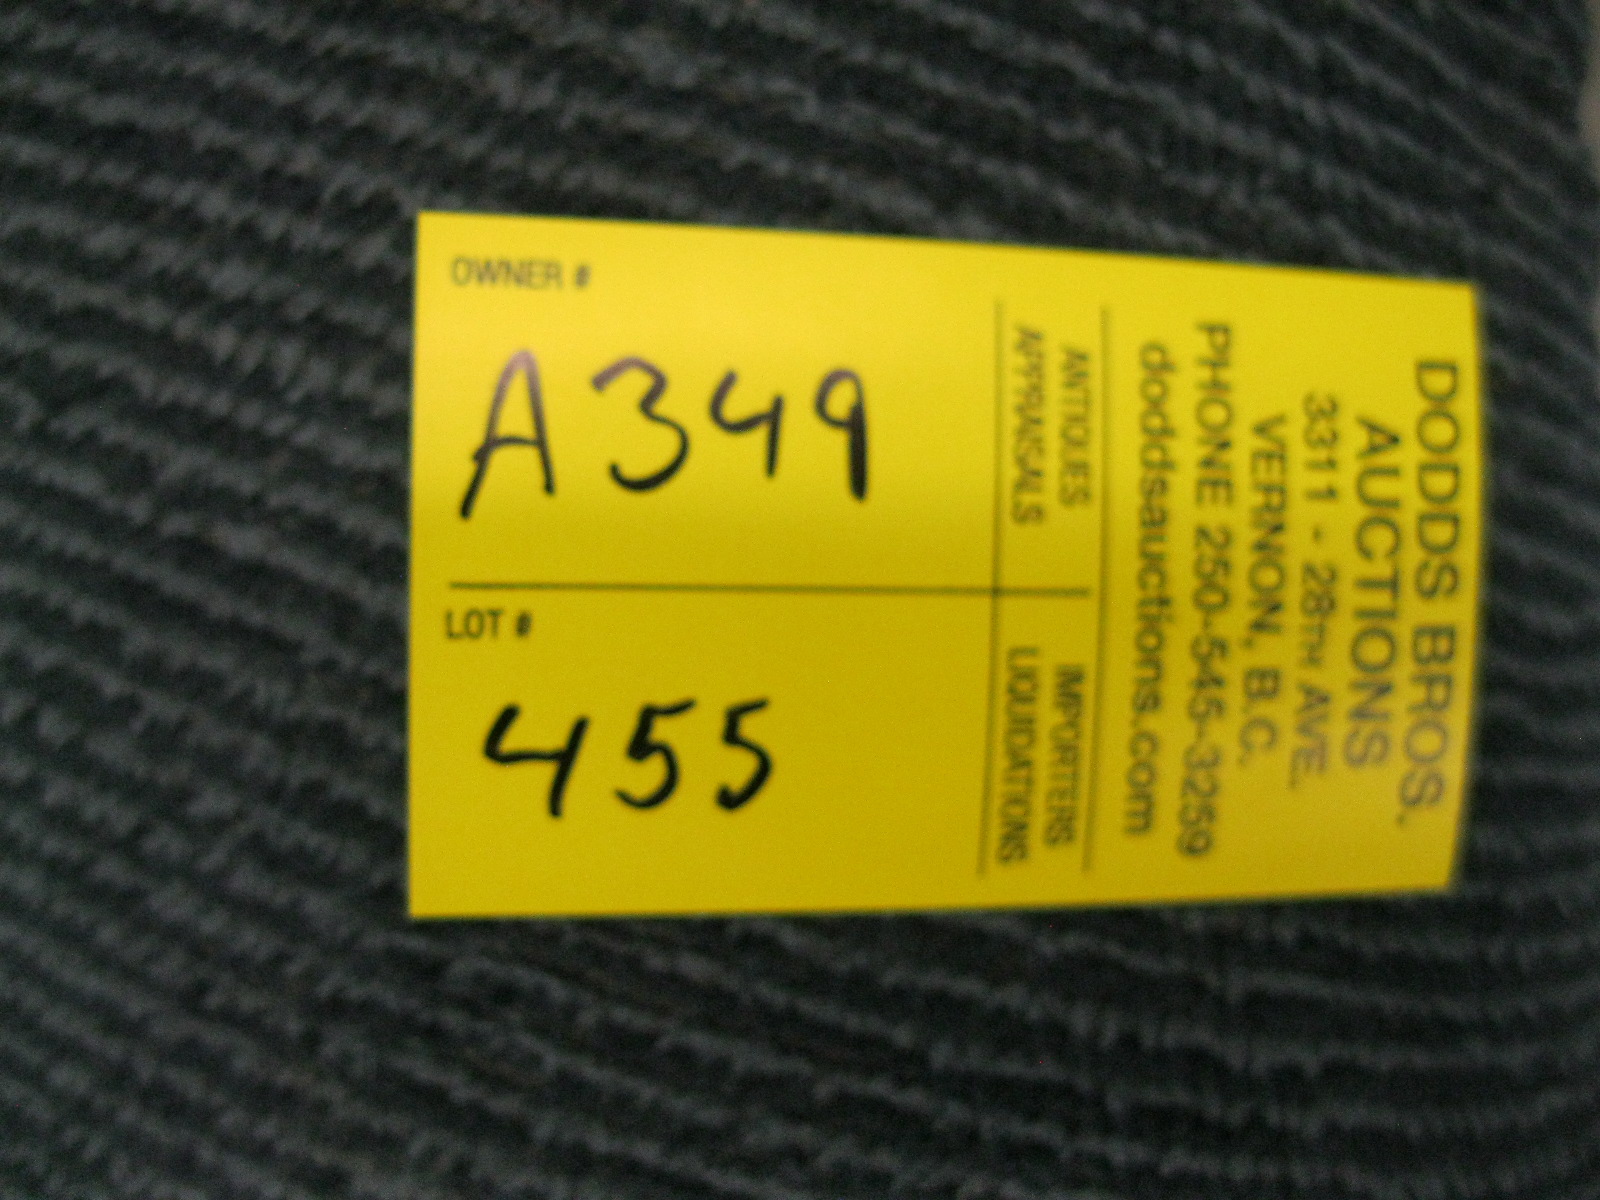 DODDS BROS.
AUCTIONS
3311 - 28TH AVE.
VERNON, B.C.
PHONE 250-545-3259
doddsauctions.com
ANTIQUES
APPRAISALS
IMPORTERS
LIQUIDATIONS
OWNER #
A349
LOT #
455